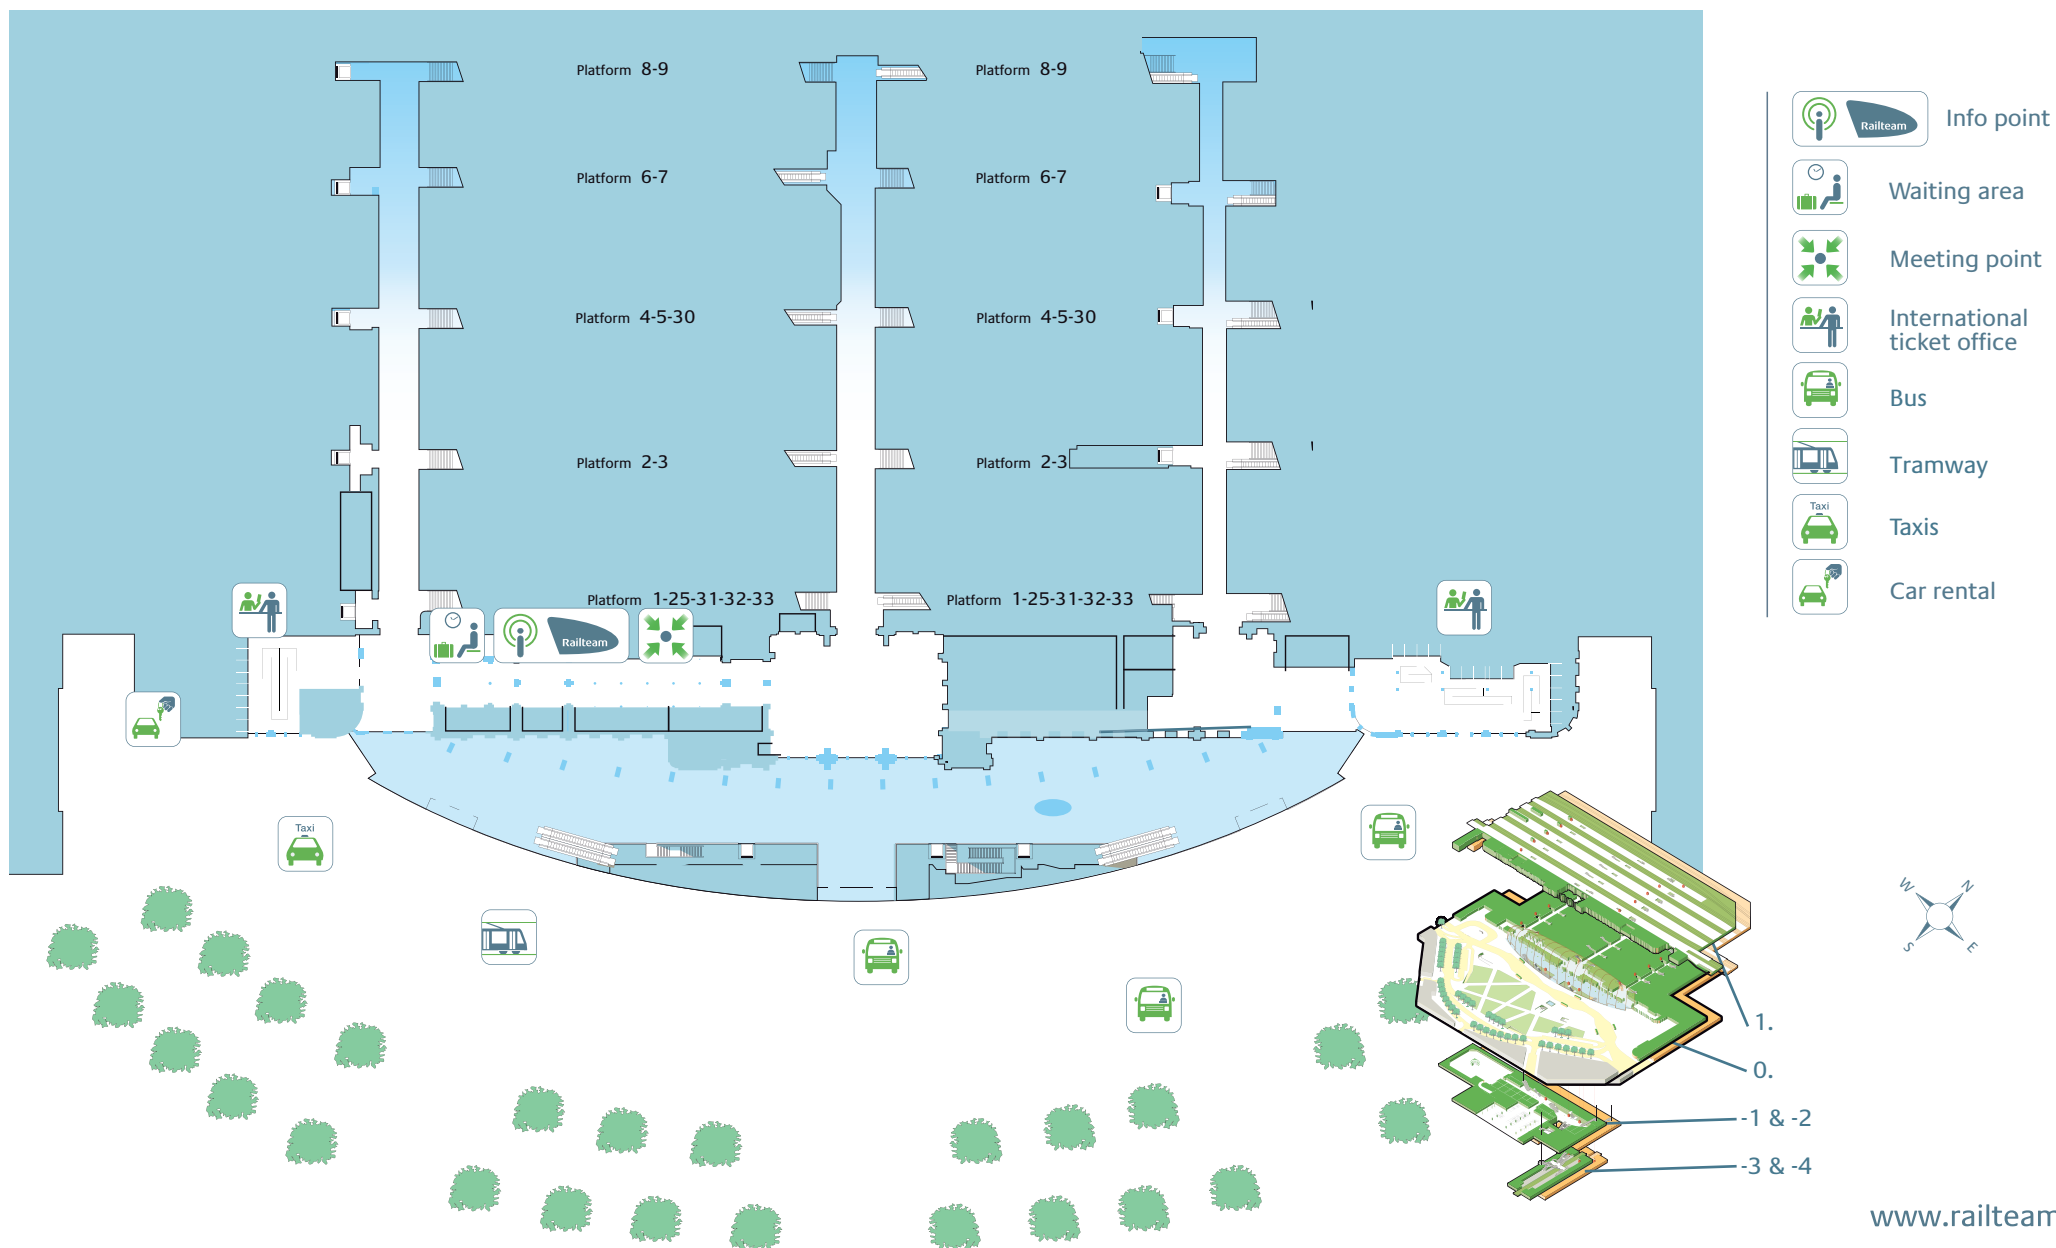 Platform 8-9
Platform 8-9
Platform 6-7
Platform 6-7
Platform 4-5-30
Platform 4-5-30
Platform 2-3
Platform 2-3
Platform 1-25-31-32-33
Platform 1-25-31-32-33
Railteam
Taxi
Railteam
Info point
Waiting area
Meeting point
International
ticket office
Bus
Tramway
Taxi
Taxis
Car rental
W
N
S
E
1.
0.
-1 & -2
-3 & -4
www.railteam